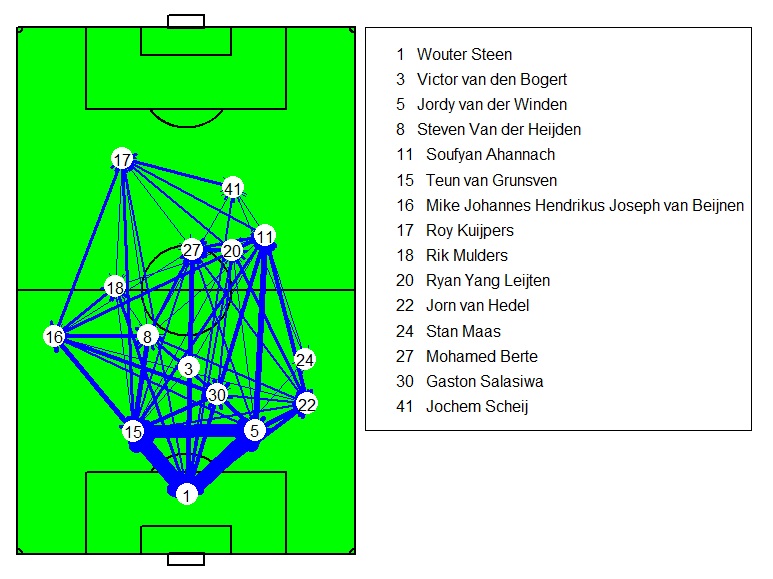 17
41
11
27
20
18
16
8
3
24
30
22
15
5
1
1 Wouter Steen
3 Victor van den Bogert
5 Jordy van der Winden
8 Steven Van der Heijden
11 Soufyan Ahannach
15 Teun van Grunsven
16 Mike Johannes Hendrikus Joseph van Beijnen
17 Roy Kuijpers
18 Rik Mulders
20 Ryan Yang Leijten
22 Jorn van Hedel
24 Stan Maas
27 Mohamed Berte
30 Gaston Salasiwa
41 Jochem Scheij